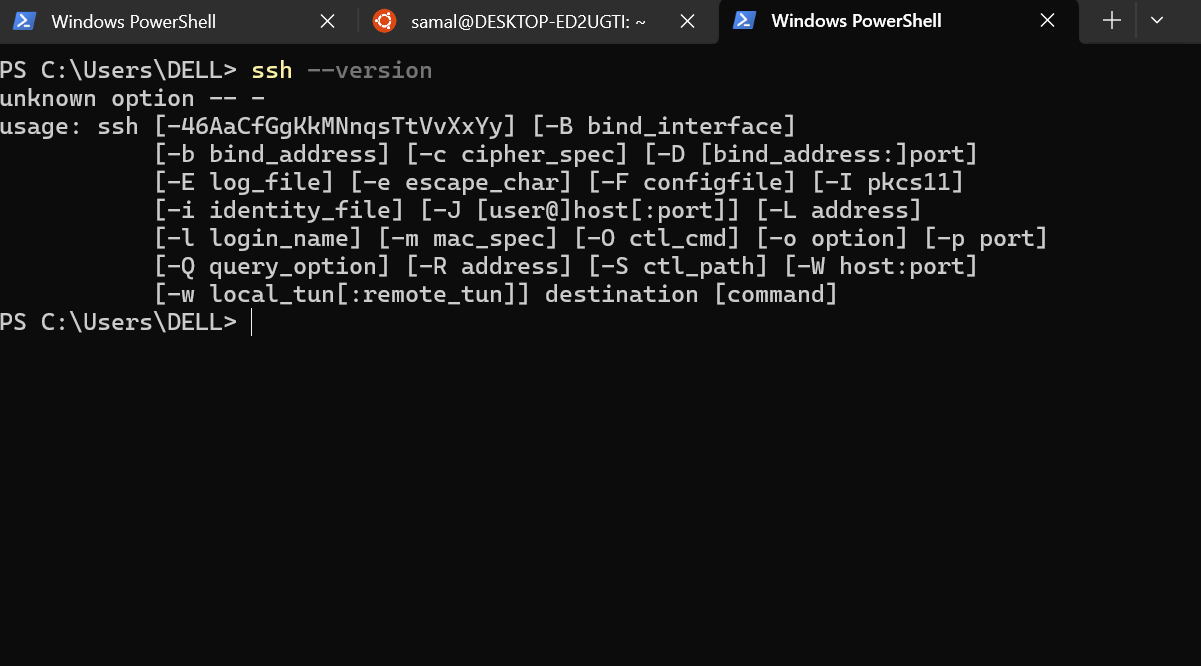 Windows PowerShell
samal@DESKTOP-ED2UGTI: ~
Windows PowerShell
PS C:\Users\DELL> ssh --version
unknown option -- -
usage: ssh [-46AaCfGgKkMNnqsTtVvXxYy] [-B bind_interface]
           [-b bind_address] [-c cipher_spec] [-D [bind_address:]port]
           [-E log_file] [-e escape_char] [-F configfile] [-I pkcs11]
           [-i identity_file] [-J [user@]host[:port]] [-L address]
           [-l login_name] [-m mac_spec] [-O ctl_cmd] [-o option] [-p port]
           [-Q query_option] [-R address] [-S ctl_path] [-W host:port]
           [-w local_tun[:remote_tun]] destination [command]
PS C:\Users\DELL>